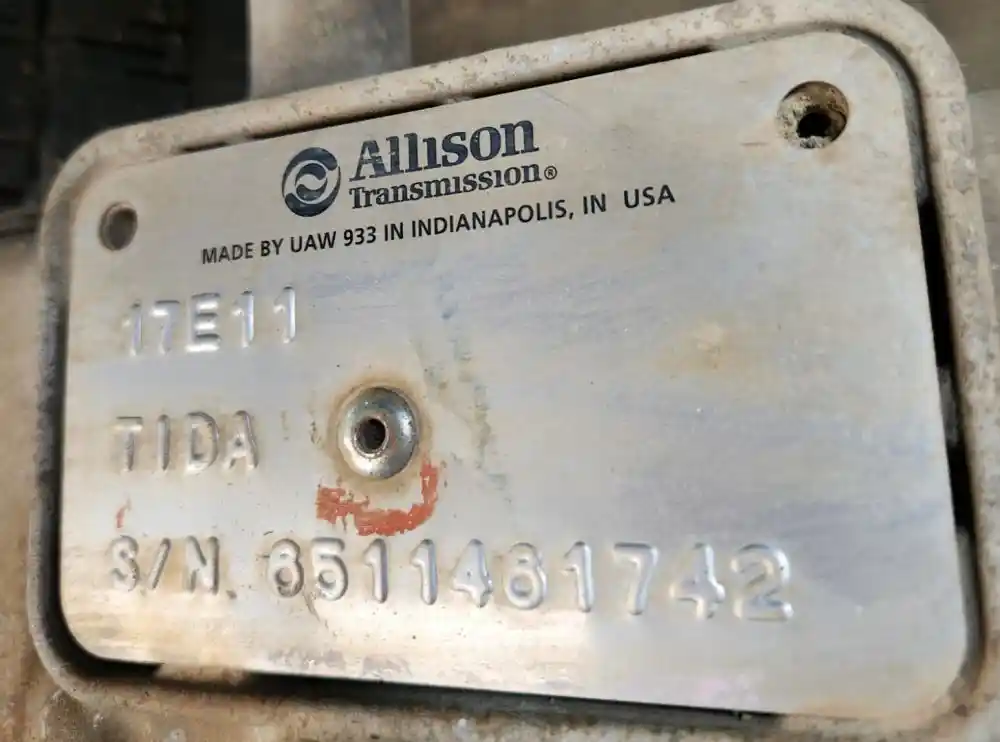 Allison
Transmission®
MADE BY UAW 933 IN INDIANAPOLIS, IN USA
17E11
TIDA
S/N. 6511461742